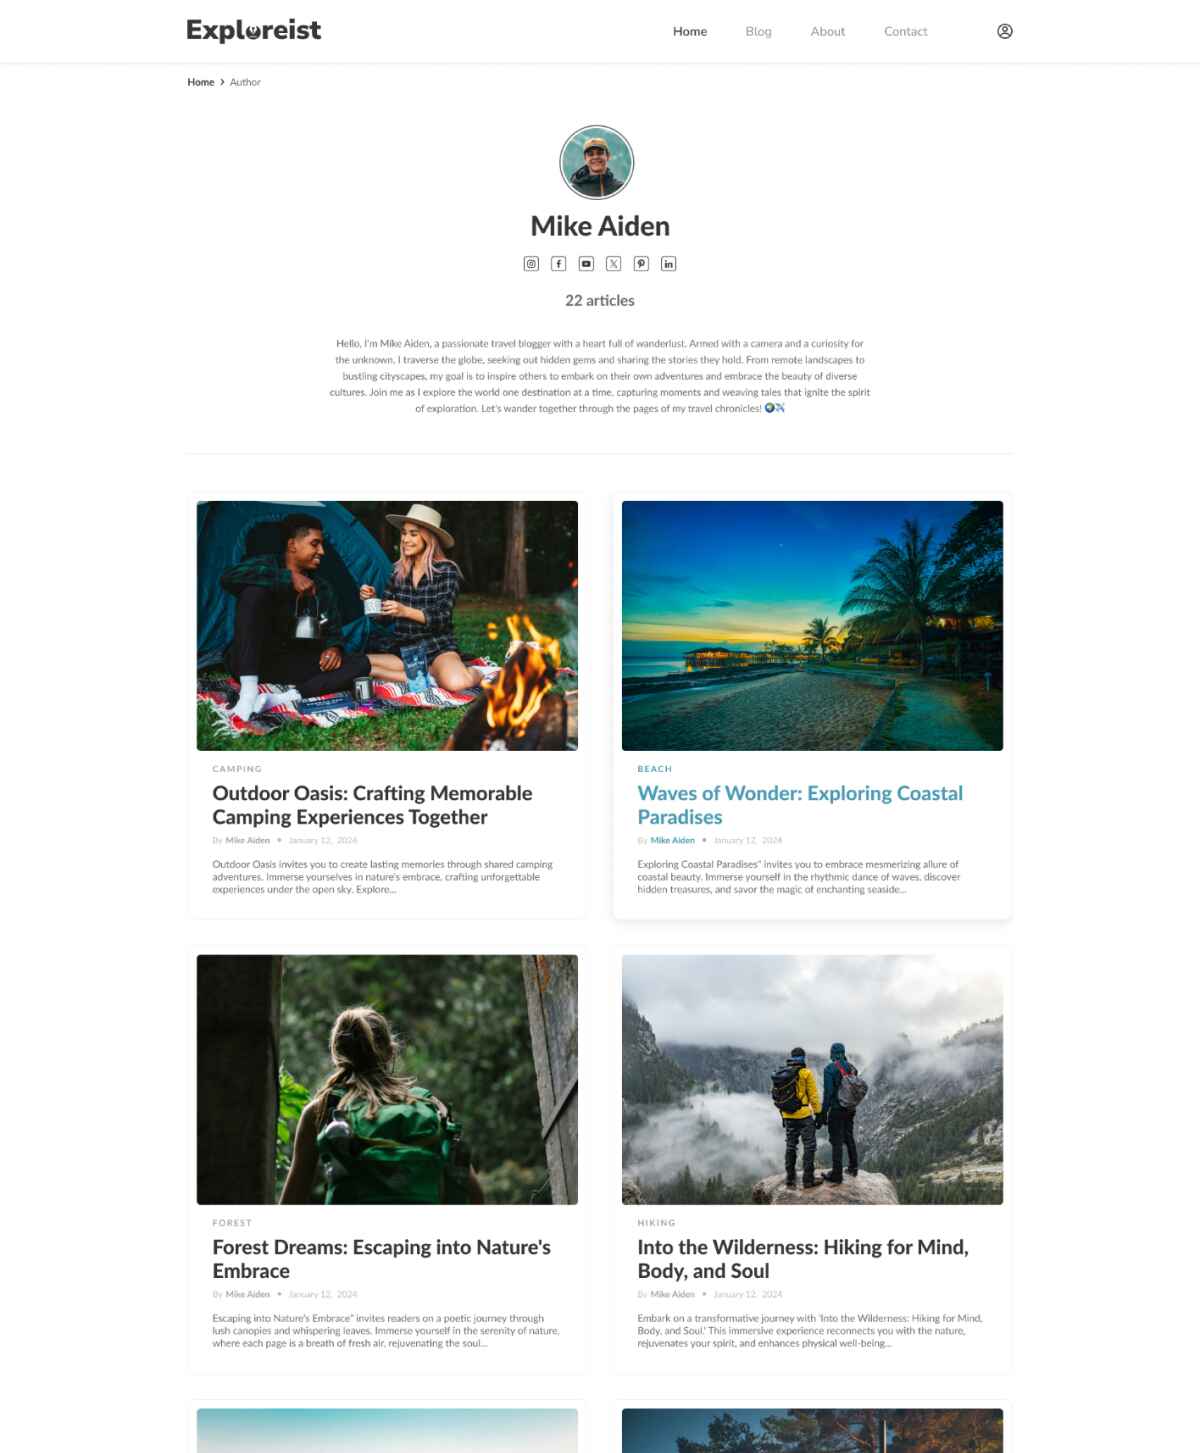 Exploreist
Home Blog About Contact
Home › Author
Mike Aiden
22 articles
Hello, I'm Mike Aiden, a passionate travel blogger with a heart full of wanderlust. Armed with a camera and a curiosity for
the unknown, I traverse the globe, seeking out hidden gems and sharing the stories they hold. From remote landscapes to
bustling cityscapes, my goal is to inspire others to embark on their own adventures and embrace the beauty of diverse
cultures. Join me as I explore the world one destination at a time, capturing moments and weaving tales that ignite the spirit
of exploration. Let's wander together through the pages of my travel chronicles! 🌍✈️
CAMPING
Outdoor Oasis: Crafting Memorable
Camping Experiences Together
By Mike Aiden • January 12, 2024
Outdoor Oasis invites you to create lasting memories through shared camping
adventures. Immerse yourselves in nature's embrace, crafting unforgettable
experiences under the open sky. Explore...
BEACH
Waves of Wonder: Exploring Coastal
Paradises
By Mike Aiden • January 12, 2024
Exploring Coastal Paradises" invites you to embrace mesmerizing allure of
coastal beauty. Immerse yourself in the rhythmic dance of waves, discover
hidden treasures, and savor the magic of enchanting seaside...
FOREST
Forest Dreams: Escaping into Nature's
Embrace
By Mike Aiden • January 12, 2024
Escaping into Nature's Embrace" invites readers on a poetic journey through
lush canopies and whispering leaves. Immerse yourself in the serenity of nature,
where each page is a breath of fresh air, rejuvenating the soul...
HIKING
Into the Wilderness: Hiking for Mind,
Body, and Soul
By Mike Aiden • January 12, 2024
Embark on a transformative journey with 'Into the Wilderness: Hiking for Mind,
Body, and Soul.' This immersive experience reconnects you with the nature,
rejuvenates your spirit, and enhances physical well-being...